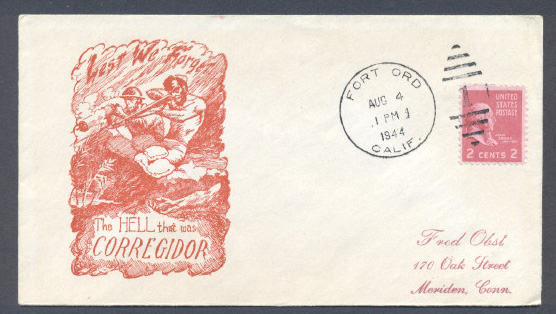 Lest We Forget
The HELL that was
CORREGIDOR
FORT ORD
AUG 4
1 PM
1944
CALIF.
UNITED
STATES
POSTAGE
2 CENTS 2
Fred Obst
170 Oak Street
Meriden, Conn.